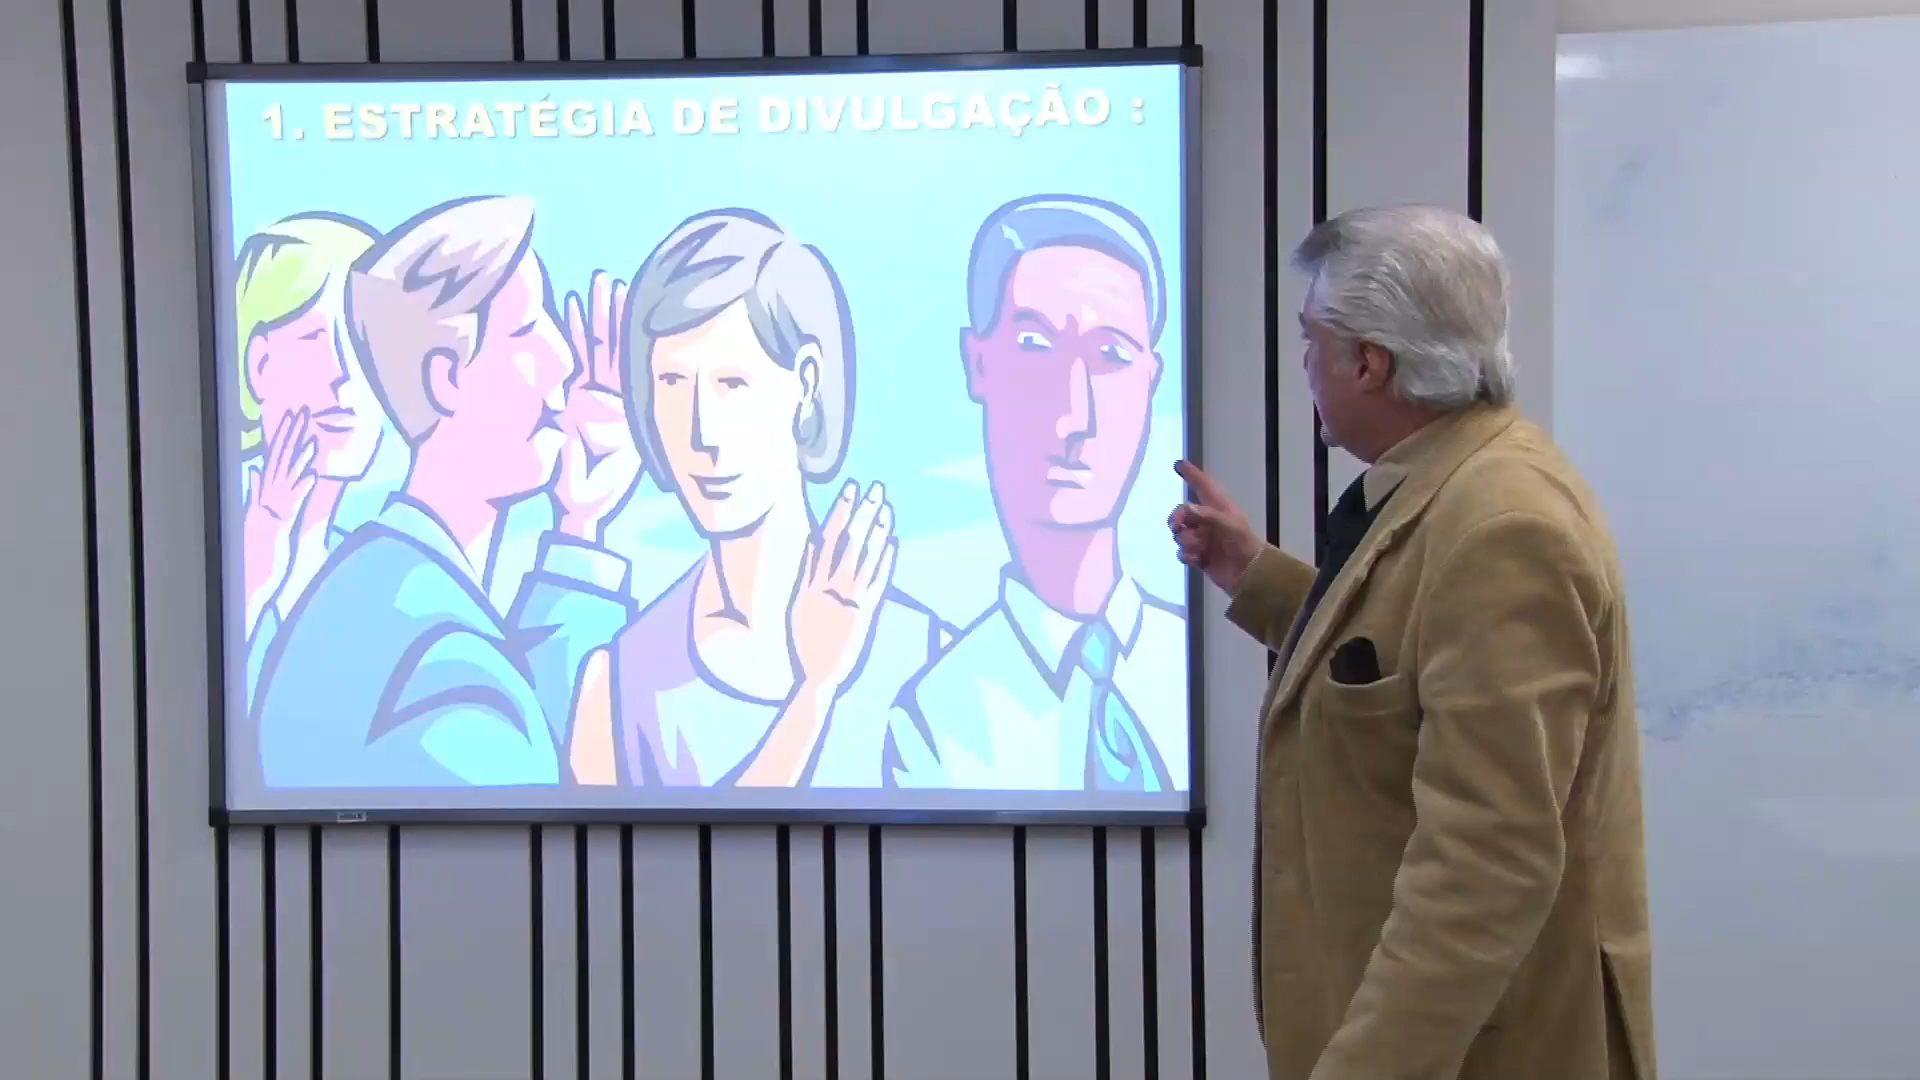 1. ESTRATÉGIA DE DIVULGAÇÃO :